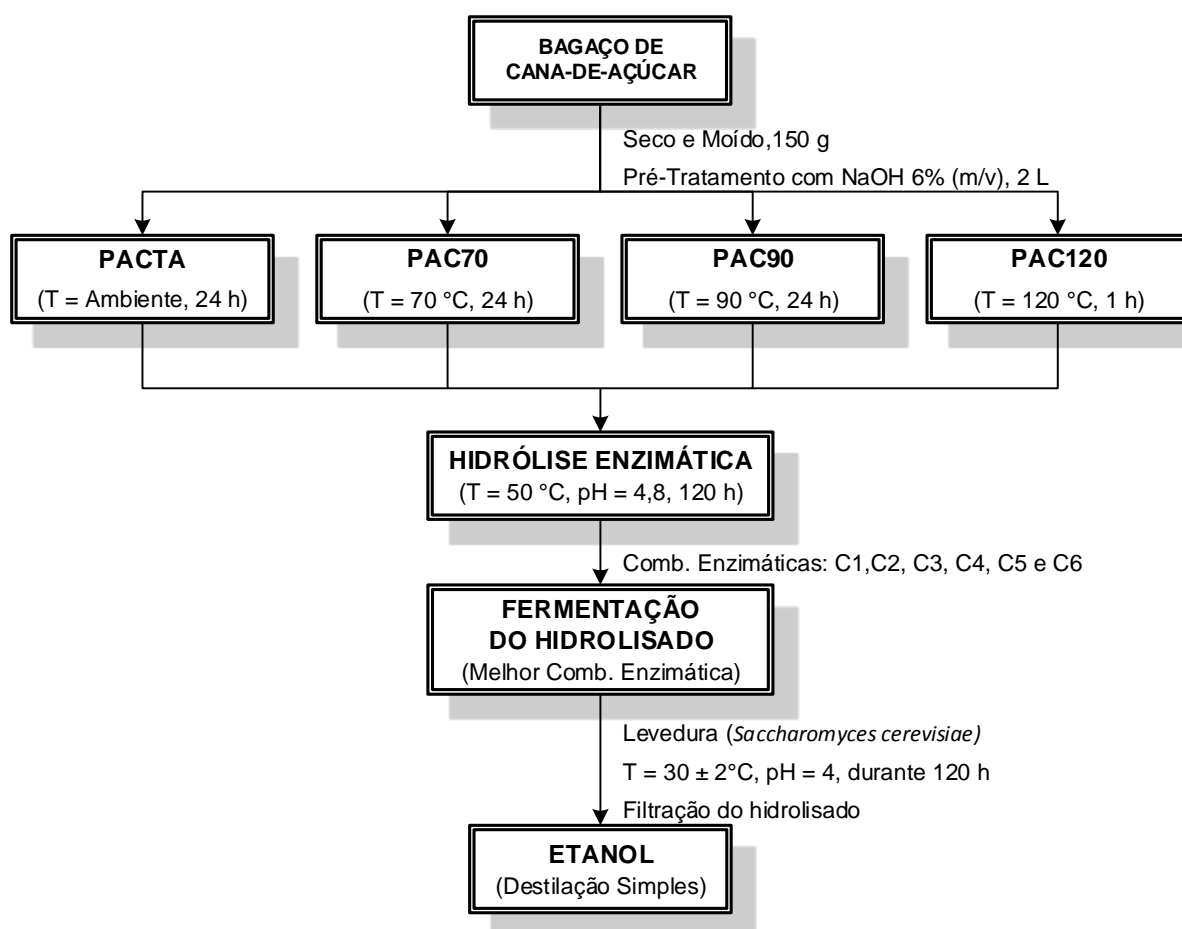 BAGAÇO DE
CANA-DE-AÇÚCAR
Seco e Moído,150 g
Pré-Tratamento com NaOH 6% (m/v), 2 L
PACTA
(T = Ambiente, 24 h)
PAC70
(T = 70 °C, 24 h)
PAC90
(T = 90 °C, 24 h)
PAC120
(T = 120 °C, 1 h)
HIDRÓLISE ENZIMÁTICA
(T = 50 °C, pH = 4,8, 120 h)
Comb. Enzimáticas: C1,C2, C3, C4, C5 e C6
FERMENTAÇÃO
DO HIDROLISADO
(Melhor Comb. Enzimática)
Levedura (Saccharomyces cerevisiae)
T = 30 ± 2°C, pH = 4, durante 120 h
Filtração do hidrolisado
ETANOL
(Destilação Simples)